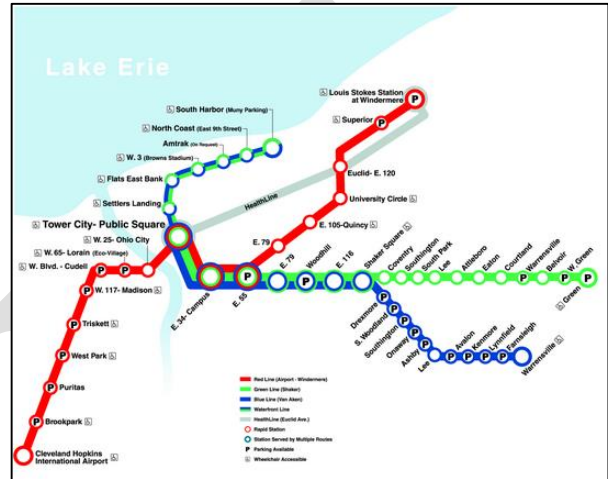 Lake Erie
South Harbor (Muny Parking)
North Coast (East 9th Street)
Amtrak (On Request)
W. 3 (Browns Stadium)
Flats East Bank
Settlers Landing
Tower City- Public Square
W. 25- Ohio City
W. 65- Lorain (Eco-Village)
W. Blvd. - Cudell
W. 117- Madison
Triskett
West Park
Puritas
Brookpark
Cleveland Hopkins
International Airport
Louis Stokes Station
at Windermere
Superior
Euclid- E. 120
University Circle
E. 105-Quincy
E. 79
HealthLine
E. 34- Campus
E. 55
E. 79
Woodhill
E. 116
Shaker Square
Coventry
Southington
South Park
Lee
Attleboro
Eaton
Courtland
Warrensville
Belvoir
W. Green
Green
Drexmore
S. Woodland
Southington
Onaway
Ashby
Lee
Avalon
Kenmore
Lynnfield
Farnsleigh
Warrensville
Red Line (Airport - Windermere)
Green Line (Shaker)
Blue Line (Van Aken)
Waterfront Line
HealthLine (Euclid Ave.)
Rapid Station
Station Served by Multiple Routes
P Parking Available
Wheelchair Accessible